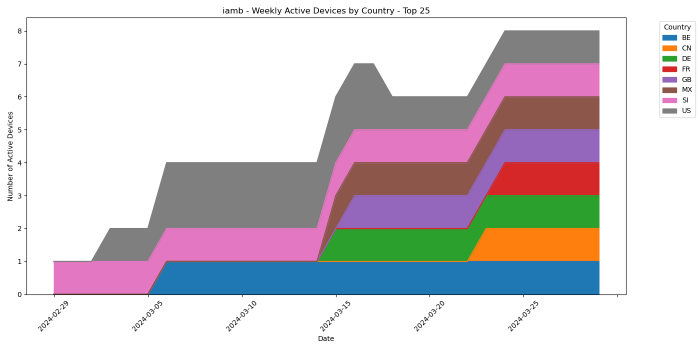 iamb - Weekly Active Devices by Country - Top 25
Country
BE
CN
DE
FR
GB
MX
SI
US
Number of Active Devices
8
7
6
5
4
3
2
1
0
2024-02-29
2024-03-05
2024-03-10
2024-03-15
2024-03-20
2024-03-25
Date